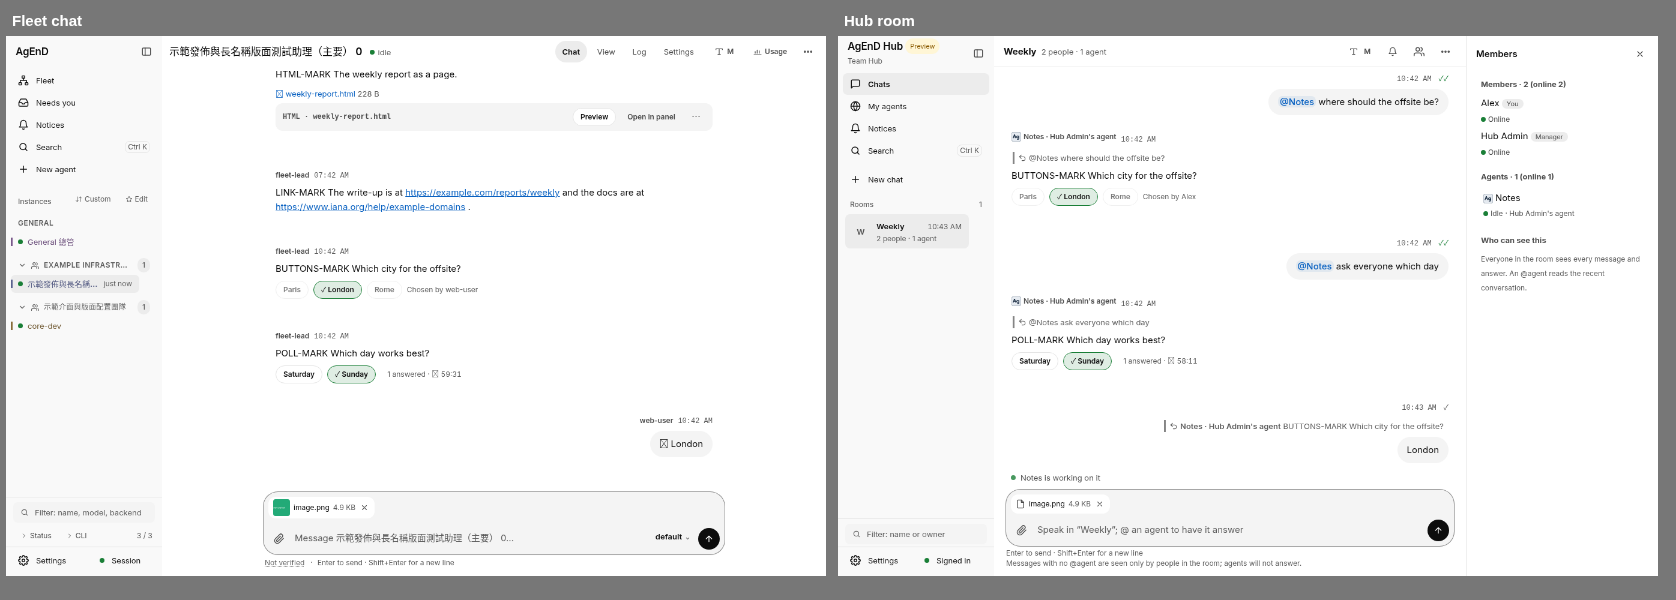 Fleet chat
AgEnD
Fleet
Needs you
Notices
Search Ctrl K
New agent
Instances Custom Edit
GENERAL
General 總管
EXAMPLE INFRASTR... 1
示範發佈與長名稱... just now
示範介面與版面配置團隊 1
core-dev
Filter: name, model, backend
Status CLI 3 / 3
Settings Session
示範發佈與長名稱版面測試助理（主要） 0 Idle
Chat View Log Settings T M Usage
HTML-MARK The weekly report as a page.
weekly-report.html 228 B
HTML · weekly-report.html Preview Open in panel
fleet-lead 07:42 AM
LINK-MARK The write-up is at https://example.com/reports/weekly and the docs are at
https://www.iana.org/help/example-domains .
fleet-lead 10:42 AM
BUTTONS-MARK Which city for the offsite?
Paris ✓ London Rome Chosen by web-user
fleet-lead 10:42 AM
POLL-MARK Which day works best?
Saturday ✓ Sunday 1 answered · 59:31
web-user 10:42 AM
London
image.png 4.9 KB
Message 示範發佈與長名稱版面測試助理（主要） 0...
default
Not verified · Enter to send · Shift+Enter for a new line
Hub room
AgEnD Hub Preview
Team Hub
Chats
My agents
Notices
Search Ctrl K
New chat
Rooms 1
W Weekly 10:43 AM
2 people · 1 agent
Filter: name or owner
Settings Signed in
Weekly 2 people · 1 agent T M
10:42 AM ✓✓
@Notes where should the offsite be?
Ag Notes · Hub Admin's agent 10:42 AM
@Notes where should the offsite be?
BUTTONS-MARK Which city for the offsite?
Paris ✓ London Rome Chosen by Alex
10:42 AM ✓✓
@Notes ask everyone which day
Ag Notes · Hub Admin's agent 10:42 AM
@Notes ask everyone which day
POLL-MARK Which day works best?
Saturday ✓ Sunday 1 answered · 58:11
10:43 AM ✓
Notes · Hub Admin's agent BUTTONS-MARK Which city for the offsite?
London
Notes is working on it
image.png 4.9 KB
Speak in “Weekly”; @ an agent to have it answer
Enter to send · Shift+Enter for a new line
Messages with no @agent are seen only by people in the room; agents will not answer.
Members
Members · 2 (online 2)
Alex You
Online
Hub Admin Manager
Online
Agents · 1 (online 1)
Ag Notes
Idle · Hub Admin's agent
Who can see this
Everyone in the room sees every message
and answer. An @agent reads the recent
conversation.